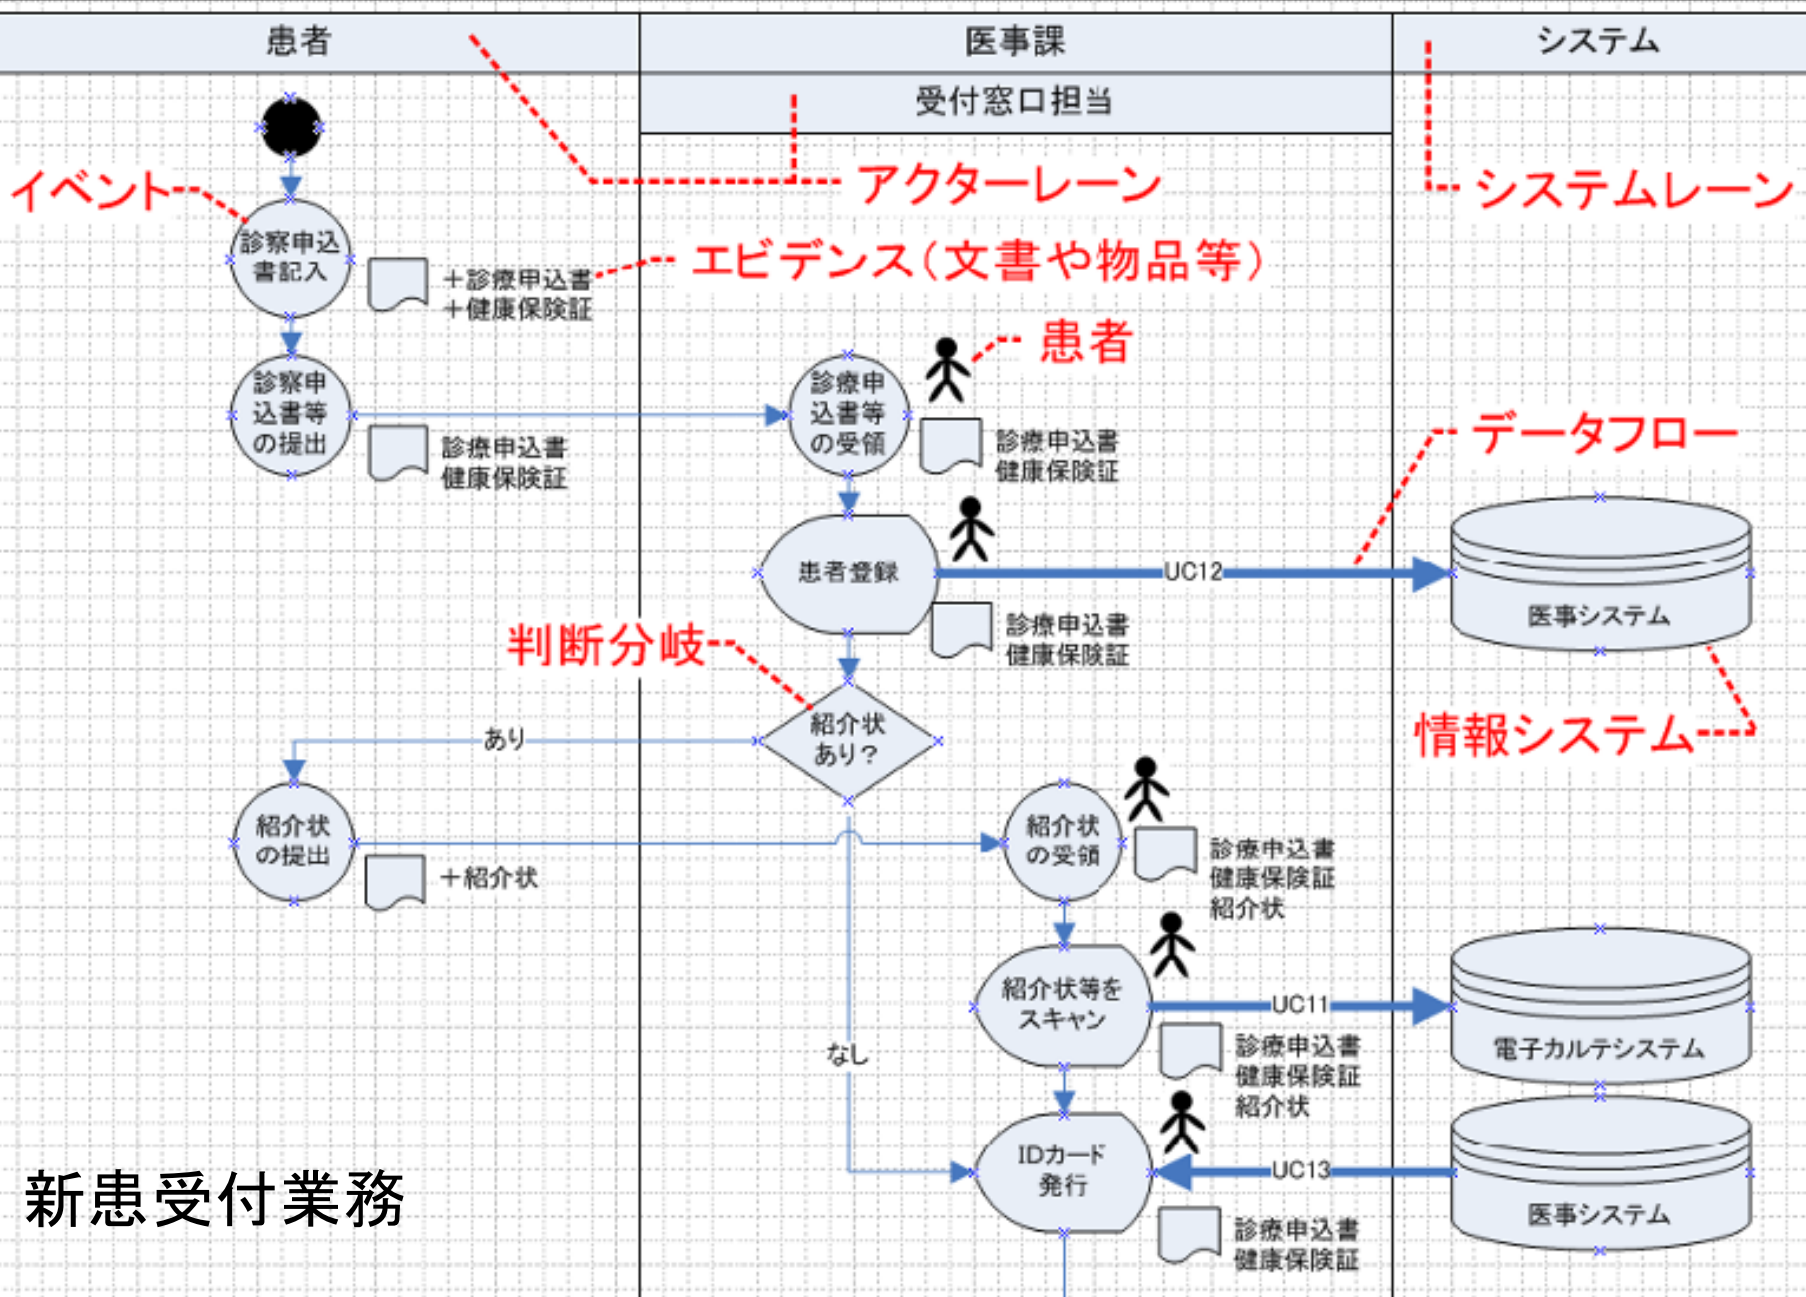 患者
医事課
システム
受付窓口担当
アクターレーン
システムレーン
イベント
診察申込
書記入
＋診療申込書
＋健康保険証
エビデンス（文書や物品等）
患者
診察申
込書等
の提出
診療申込書
健康保険証
診療申
込書等
の受領
診療申込書
健康保険証
データフロー
患者登録
UC12
医事システム
診療申込書
健康保険証
判断分岐
情報システム
紹介状
あり？
あり
紹介状
の提出
＋紹介状
紹介状
の受領
診療申込書
健康保険証
紹介状
紹介状等を
スキャン
UC11
電子カルテシステム
診療申込書
健康保険証
紹介状
なし
IDカード
発行
UC13
医事システム
診療申込書
健康保険証
新患受付業務